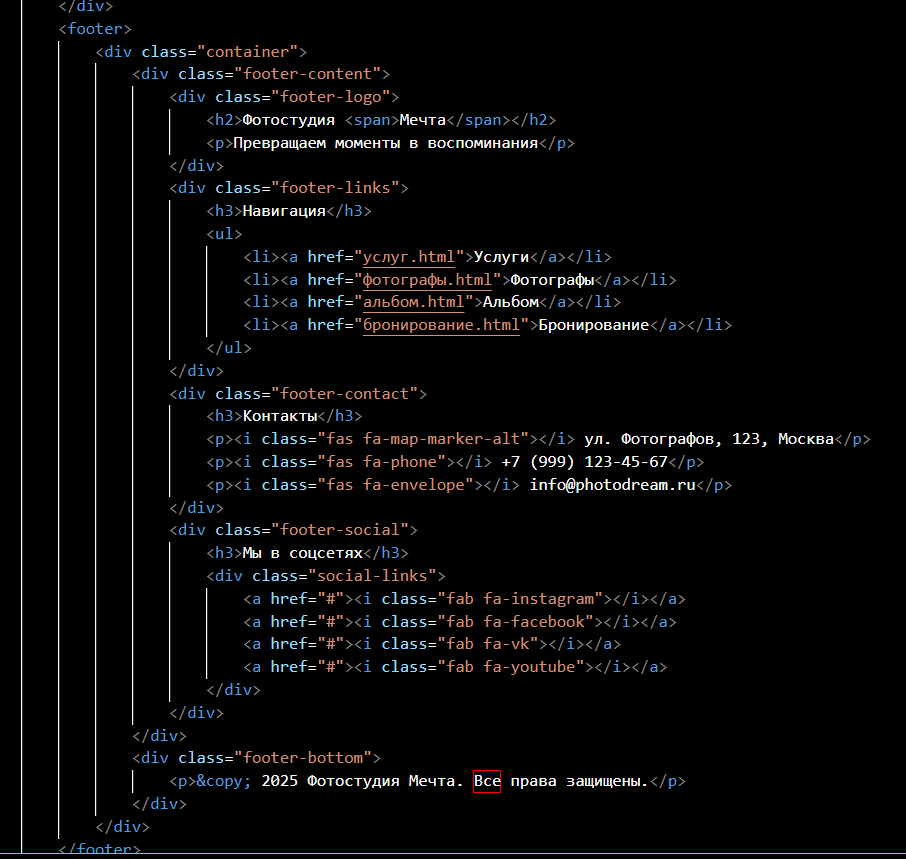 </div>
<footer>
<div class="container">
<div class="footer-content">
<div class="footer-logo">
<h2>Фотостудия <span>Мечта</span></h2>
<p>Превращаем моменты в воспоминания</p>
</div>
<div class="footer-links">
<h3>Навигация</h3>
<ul>
<li><a href="услуг.html">Услуги</a></li>
<li><a href="фотографы.html">Фотографы</a></li>
<li><a href="альбом.html">Альбом</a></li>
<li><a href="бронирование.html">Бронирование</a></li>
</ul>
</div>
<div class="footer-contact">
<h3>Контакты</h3>
<p><i class="fas fa-map-marker-alt"></i> ул. Фотографов, 123, Москва</p>
<p><i class="fas fa-phone"></i> +7 (999) 123-45-67</p>
<p><i class="fas fa-envelope"></i> info@photodream.ru</p>
</div>
<div class="footer-social">
<h3>Мы в соцсетях</h3>
<div class="social-links">
<a href="#"><i class="fab fa-instagram"></i></a>
<a href="#"><i class="fab fa-facebook"></i></a>
<a href="#"><i class="fab fa-vk"></i></a>
<a href="#"><i class="fab fa-youtube"></i></a>
</div>
</div>
</div>
<div class="footer-bottom">
<p>&copy; 2025 Фотостудия Мечта. Все права защищены.</p>
</div>
</div>
</footer>